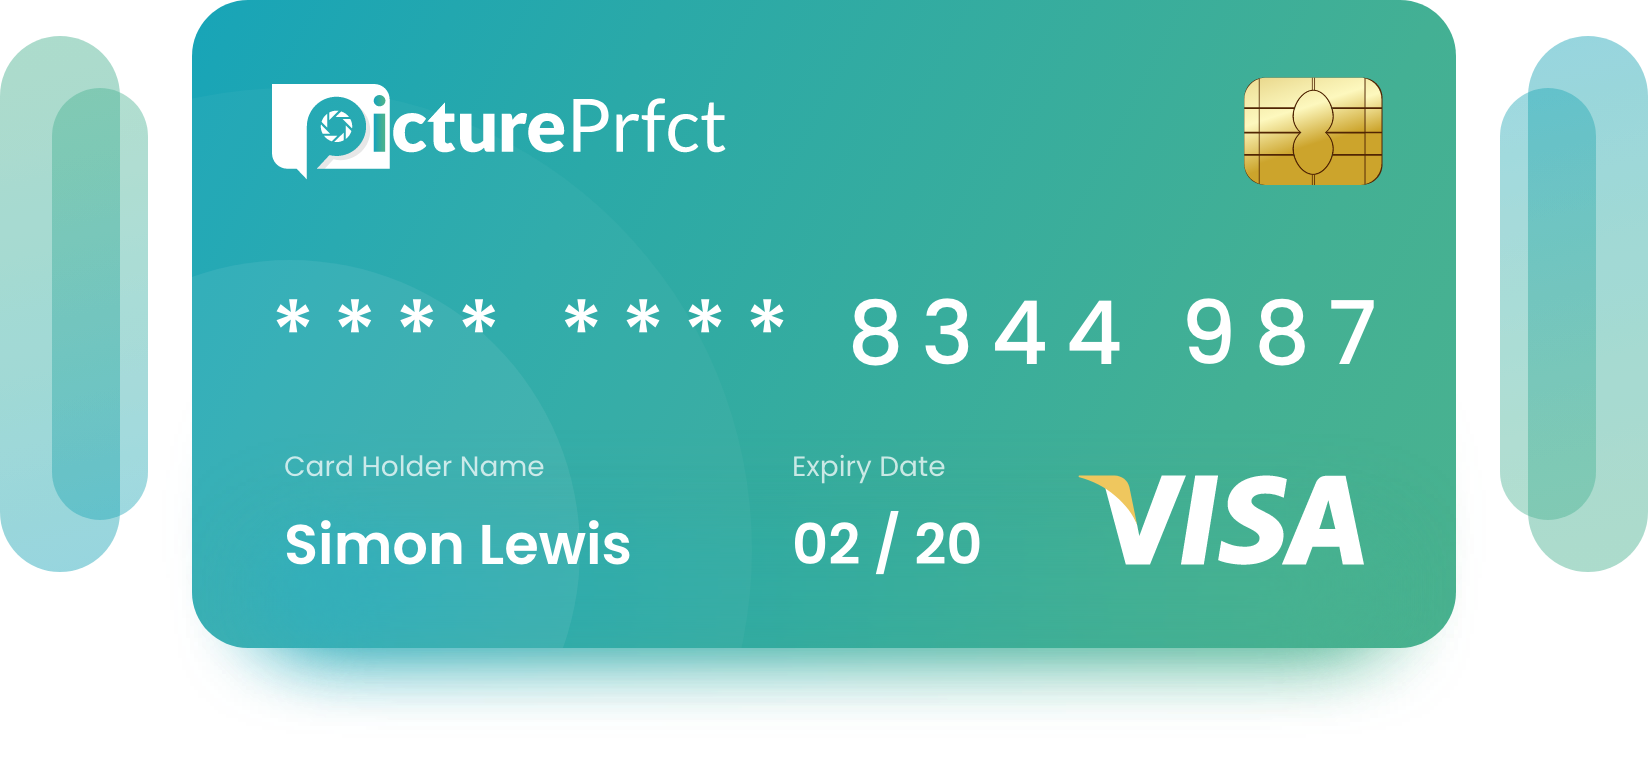 picturePrfct
**** **** 8344 987
Card Holder Name Expiry Date
Simon Lewis 02 / 20 VISA